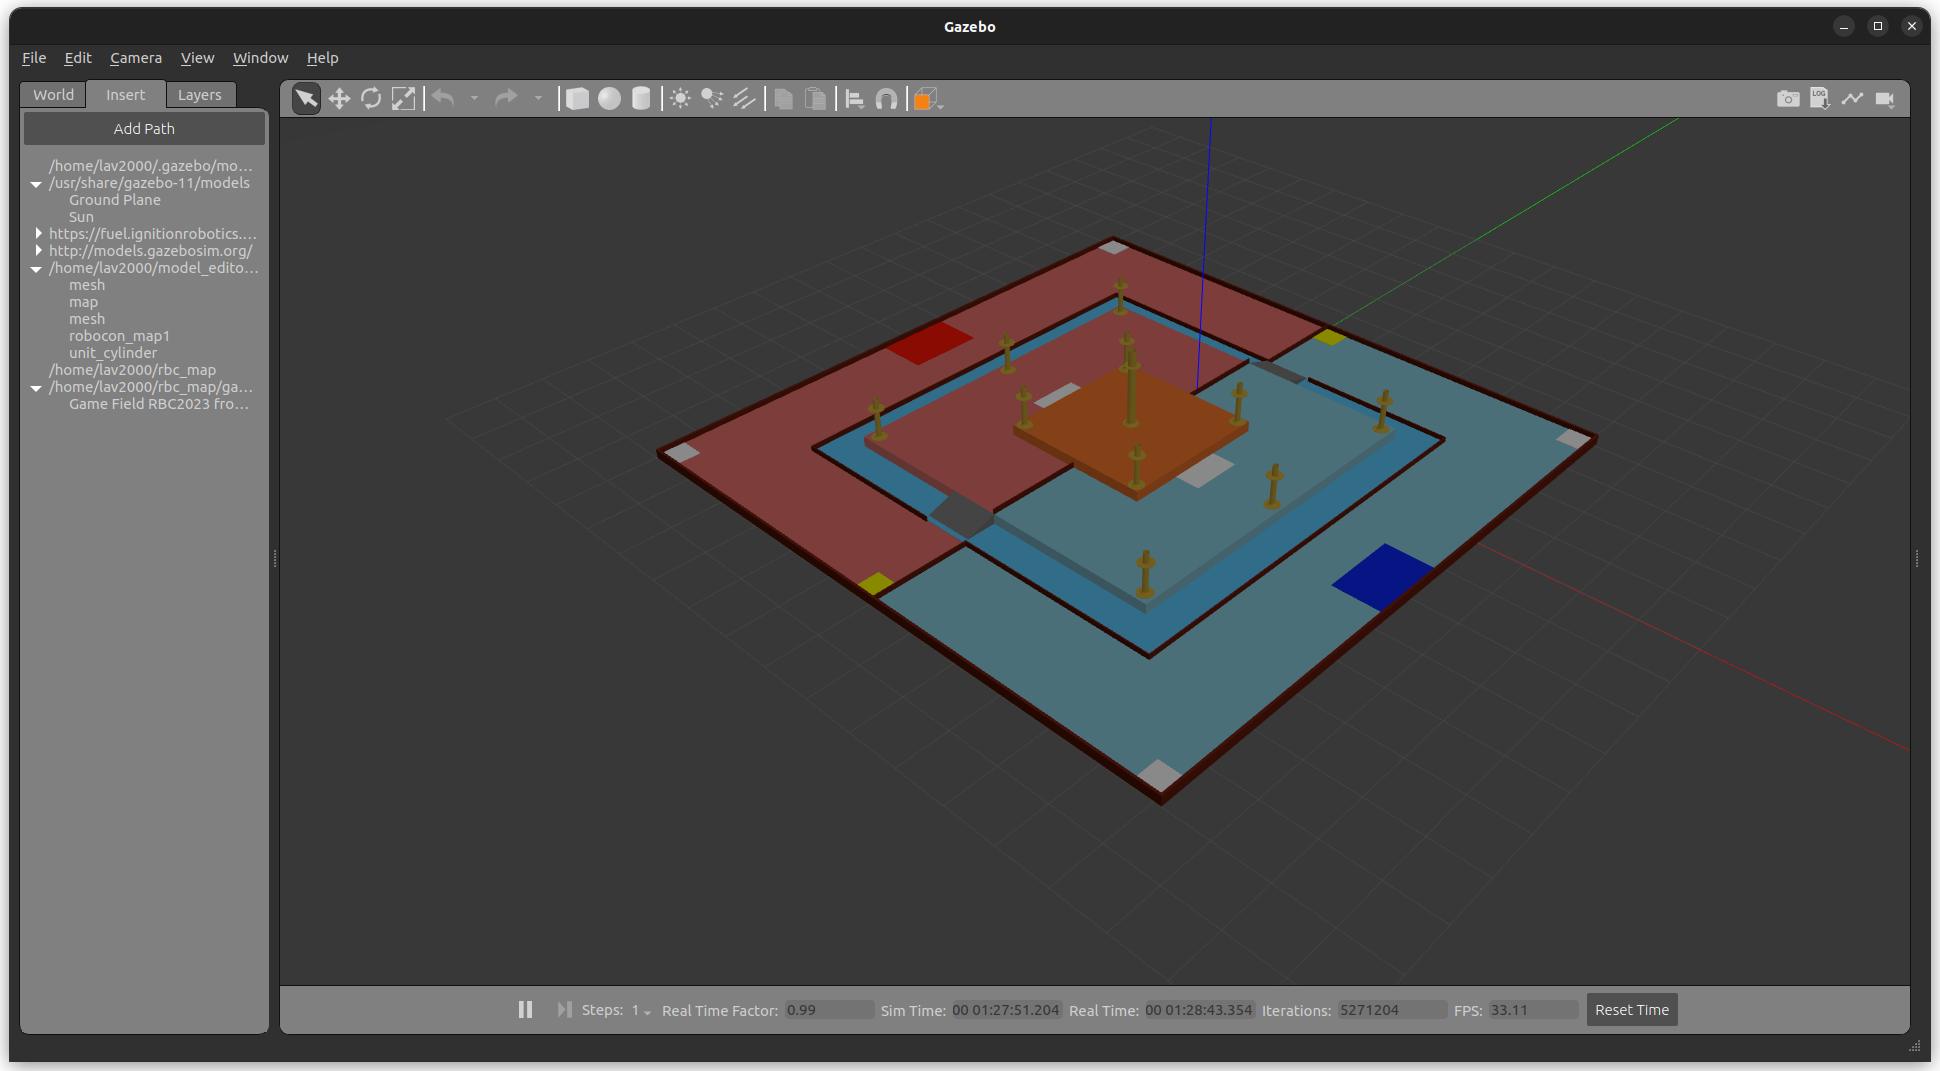 Gazebo
File Edit Camera View Window Help
World Insert Layers
LOG
Add Path
/home/lav2000/.gazebo/mo...
/usr/share/gazebo-11/models
Ground Plane
Sun
https://fuel.ignitionrobotics....
http://models.gazebosim.org/
/home/lav2000/model_edito...
mesh
map
mesh
robocon_map1
unit_cylinder
/home/lav2000/rbc_map
/home/lav2000/rbc_map/ga...
Game Field RBC2023 fro...
Steps: 1 Real Time Factor: 0.99 Sim Time: 00 01:27:51.204 Real Time: 00 01:28:43.354 Iterations: 5271204 FPS: 33.11 Reset Time